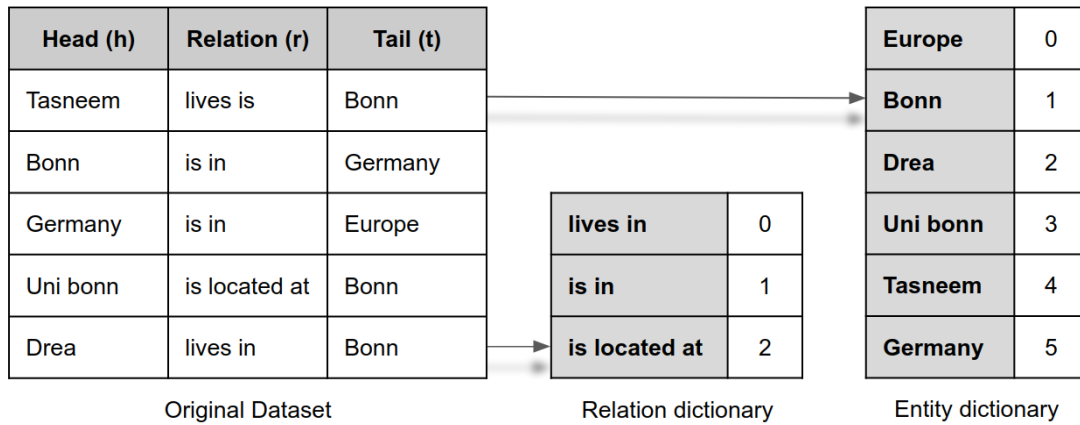 Head (h) Relation (r) Tail (t)
Tasneem lives is Bonn
Bonn is in Germany
Germany is in Europe
Uni bonn is located at Bonn
Drea lives in Bonn
Original Dataset
lives in 0
is in 1
is located at 2
Relation dictionary
Europe 0
Bonn 1
Drea 2
Uni bonn 3
Tasneem 4
Germany 5
Entity dictionary